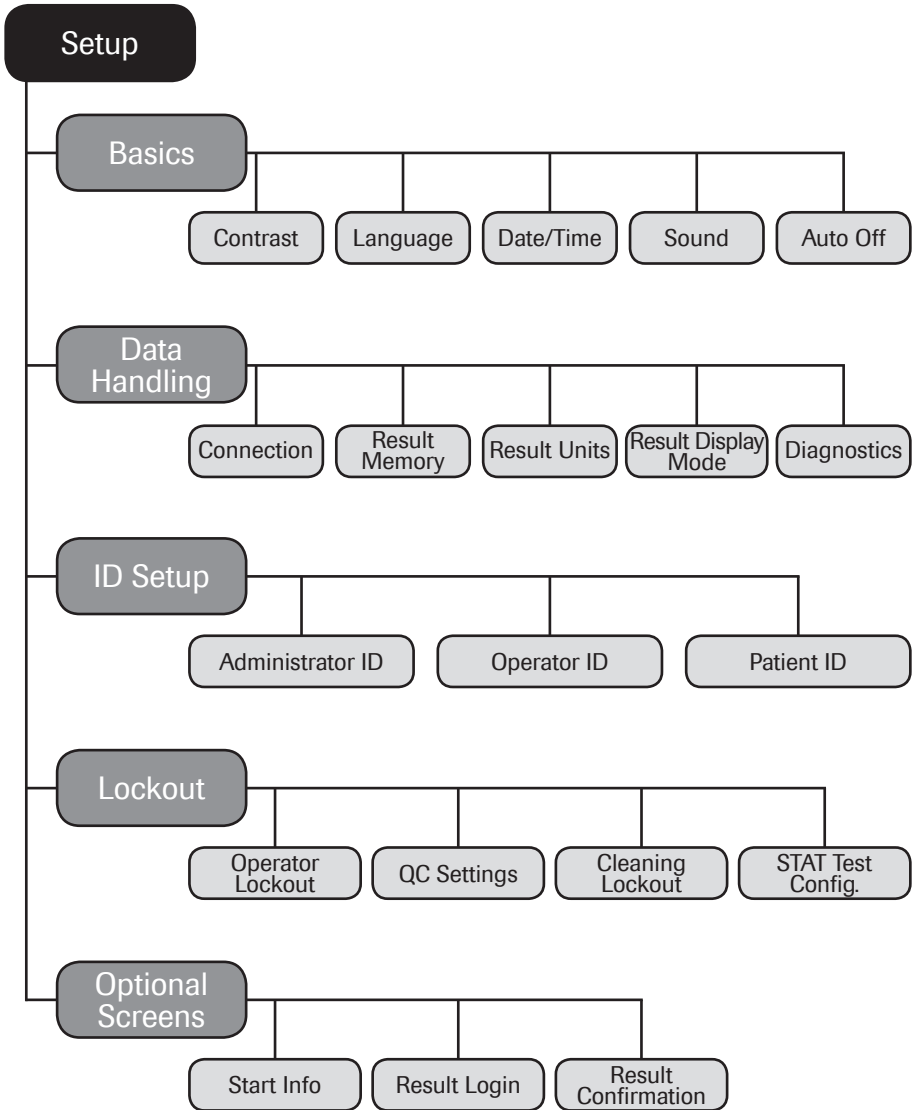 Setup
Basics
Contrast
Language
Date/Time
Sound
Auto Off
Data
Handling
Connection
Result
Memory
Result Units
Result Display
Mode
Diagnostics
ID Setup
Administrator ID
Operator ID
Patient ID
Lockout
Operator
Lockout
QC Settings
Cleaning
Lockout
STAT Test
Config.
Optional
Screens
Start Info
Result Login
Result
Confirmation